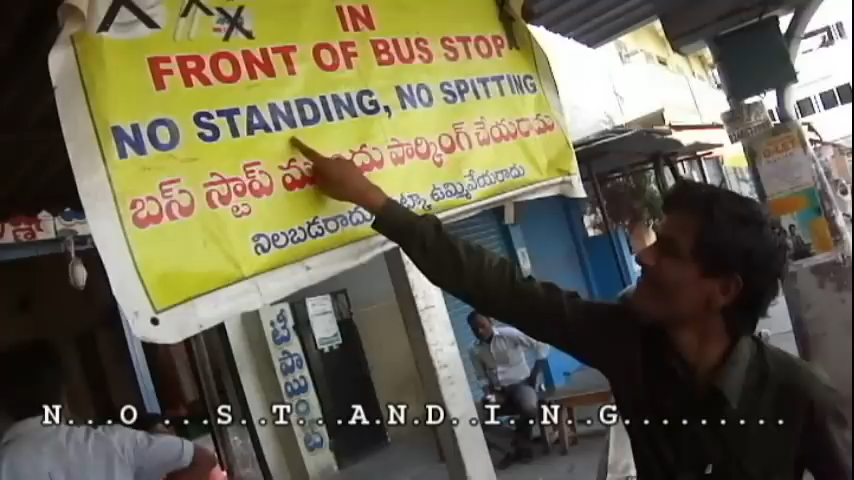 IN
FRONT OF BUS STOP
NO STANDING, NO SPITTING
బస్ స్టాప్ పార్కింగ్ చేయరాదు
నిలబడరాదు ఉమ్మివేయరాదు
టీ పాయింట్
N...O ...S..T...A.N.D..I..N..G.........